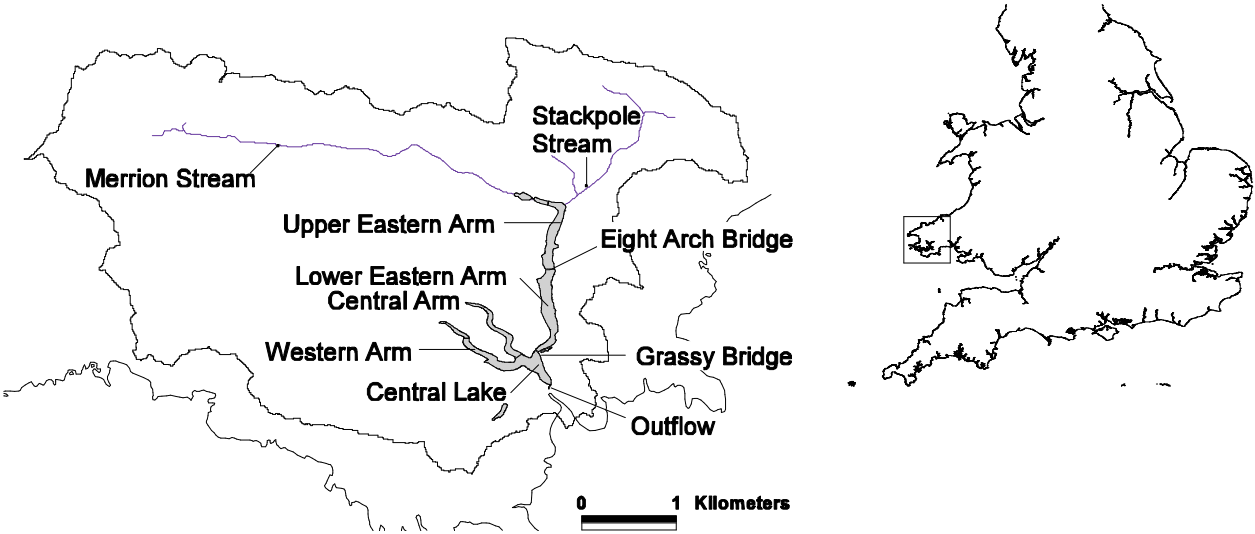 Stackpole
Stream
Merrion Stream
Upper Eastern Arm
Eight Arch Bridge
Lower Eastern Arm
Central Arm
Western Arm
Grassy Bridge
Central Lake
Outflow
0 1 Kilometers